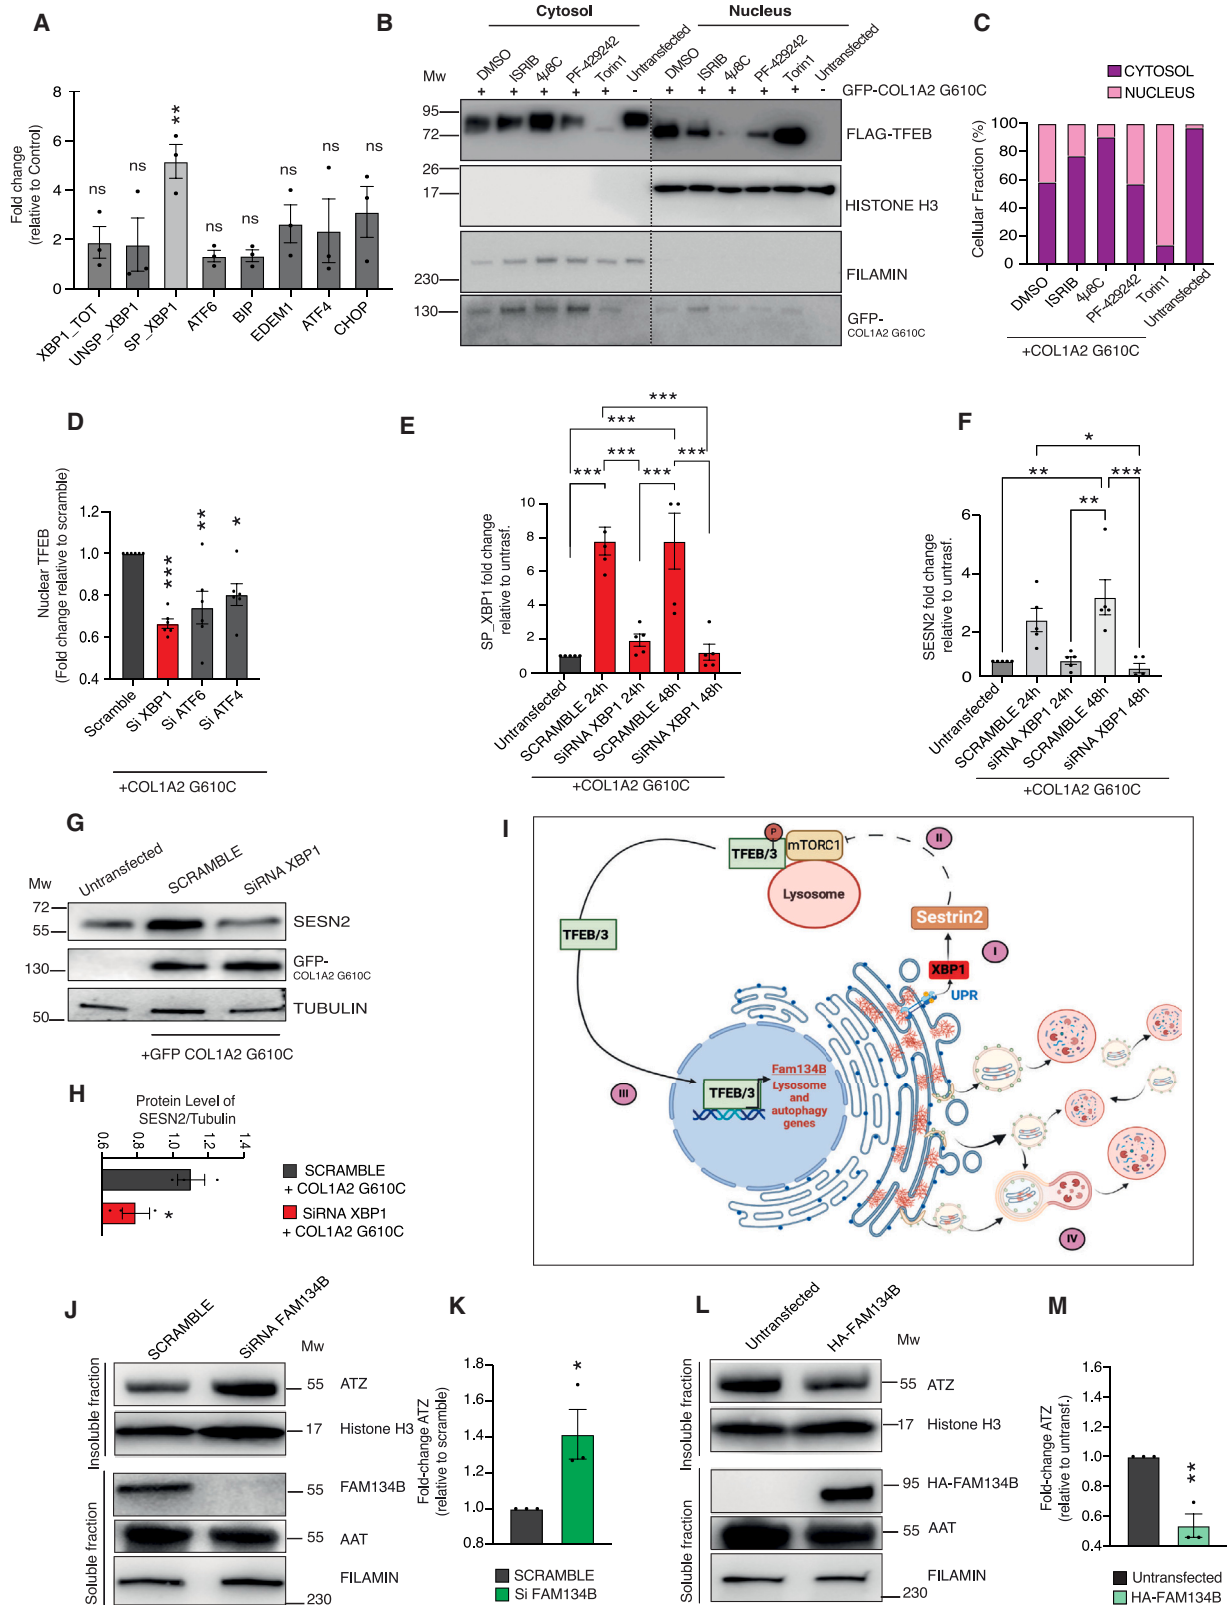 A
Fold change
(relative to Control)
8
6
4
2
0
ns
ns
**
ns
ns
ns
ns
ns
XBP1_TOT
UNSP_XBP1
SP_XBP1
ATF6
BIP
EDEM1
ATF4
CHOP
B
Cytosol
Nucleus
Mw
DMSO
ISRIB
4µ8C
PF-429242
Torin1
Untransfected
DMSO
ISRIB
4µ8C
PF-429242
Torin1
Untransfected
+ + + + + - + + + + + -
GFP-COL1A2 G610C
95
72
FLAG-TFEB
26
17
HISTONE H3
230
FILAMIN
130
GFP-
COL1A2 G610C
C
CYTOSOL
NUCLEUS
Cellular Fraction (%)
100
80
60
40
20
0
DMSO
ISRIB
4µ8C
PF-429242
Torin1
Untransfected
+COL1A2 G610C
D
Nuclear TFEB
(Fold change relative to scramble)
1.2
1.0
0.8
0.6
0.4
***
**
*
Scramble
Si XBP1
Si ATF6
Si ATF4
+COL1A2 G610C
E
SP_XBP1 fold change
relative to untrasf.
10
8
6
4
2
0
***
***
***
***
***
***
Untransfected
SCRAMBLE 24h
SiRNA XBP1 24h
SCRAMBLE 48h
SiRNA XBP1 48h
+COL1A2 G610C
F
SESN2 fold change
relative to untrasf.
6
4
2
0
*
**
***
**
Untransfected
SCRAMBLE 24h
siRNA XBP1 24h
SCRAMBLE 48h
siRNA XBP1 48h
+COL1A2 G610C
G
Mw
Untransfected
SCRAMBLE
SiRNA XBP1
72
55
SESN2
130
GFP-
COL1A2 G610C
50
TUBULIN
+GFP COL1A2 G610C
H
Protein Level of
SESN2/Tubulin
0.6
0.8
1.0
1.2
1.4
*
SCRAMBLE
+ COL1A2 G610C
SiRNA XBP1
+ COL1A2 G610C
I
P
TFEB/3
mTORC1
Lysosome
II
Sestrin2
I
XBP1
UPR
TFEB/3
III
TFEB/3
Fam134B
Lysosome
and
autophagy
genes
IV
J
SCRAMBLE
SiRNA FAM134B
Mw
Insoluble fraction
55
ATZ
17
Histone H3
Soluble fraction
55
FAM134B
55
AAT
FILAMIN
230
K
Fold-change ATZ
(relative to scramble)
1.8
1.6
1.4
1.2
1.0
0.8
*
SCRAMBLE
Si FAM134B
L
Untransfected
HA-FAM134B
Mw
Insoluble fraction
55
ATZ
17
Histone H3
Soluble fraction
95
HA-FAM134B
55
AAT
FILAMIN
230
M
Fold-change ATZ
(relative to untransf.)
1.6
1.4
1.2
1.0
0.8
0.6
0.4
**
Untransfected
HA-FAM134B